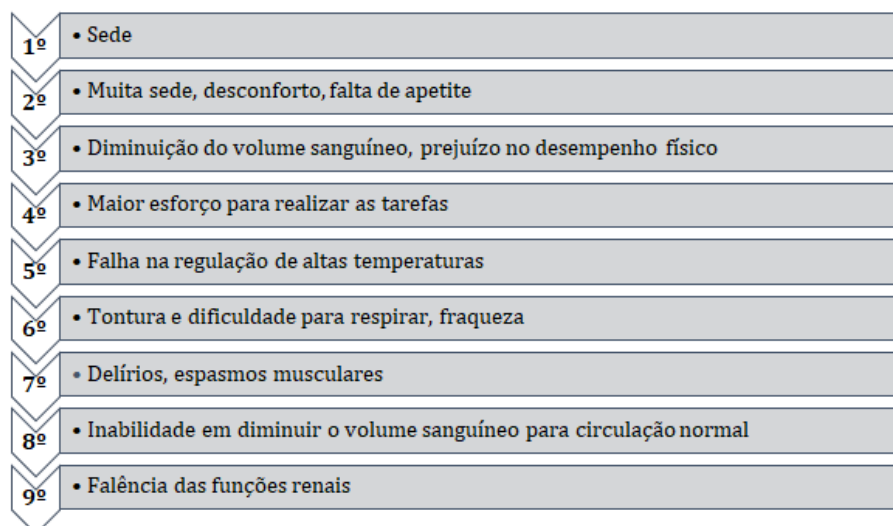 1º • Sede
2º • Muita sede, desconforto, falta de apetite
3º • Diminuição do volume sanguíneo, prejuízo no desempenho físico
4º • Maior esforço para realizar as tarefas
5º • Falha na regulação de altas temperaturas
6º • Tontura e dificuldade para respirar, fraqueza
7º • Delírios, espasmos musculares
8º • Inabilidade em diminuir o volume sanguíneo para circulação normal
9º • Falência das funções renais